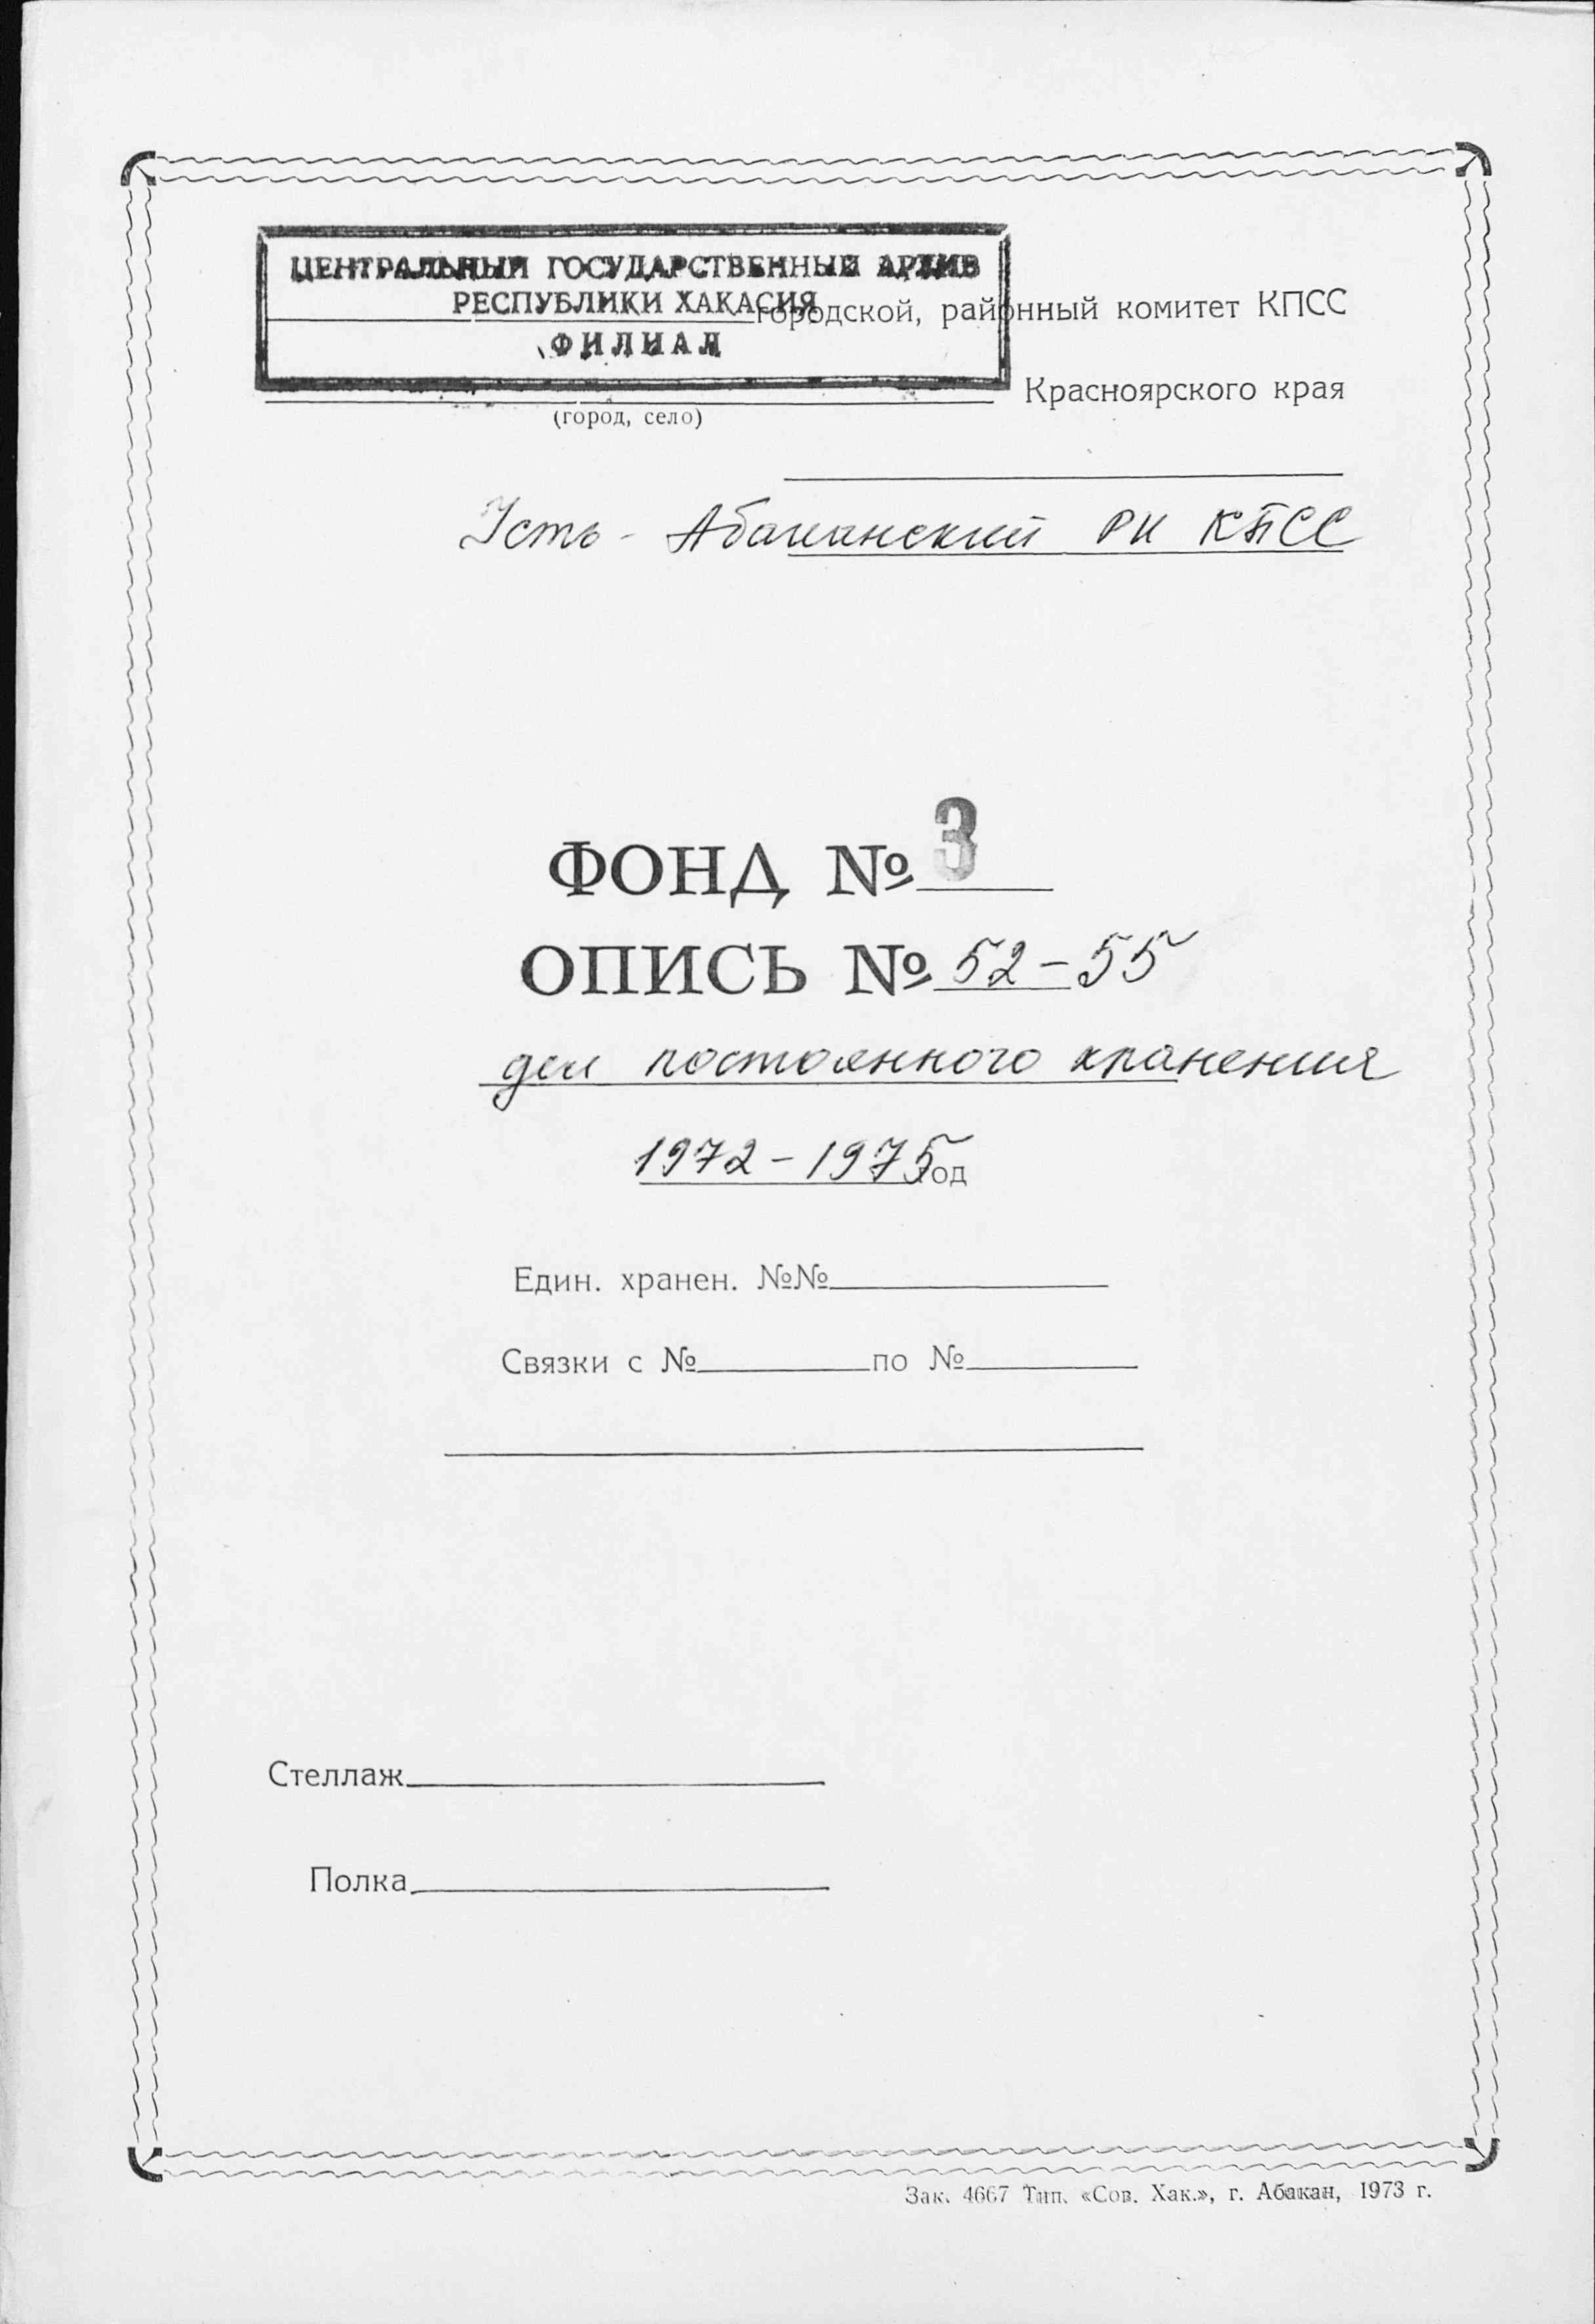 ЦЕНТРАЛЬНЫЙ ГОСУДАРСТВЕННЫЙ АРХИВ
РЕСПУБЛИКИ ХАКАСИЯ
ФИЛИАЛ
городской, районный комитет КПСС
Красноярского края
(город, село)
Усть-Абаканский РК КПСС
ФОНД № 3
ОПИСЬ № 52-55
дел постоянного хранения
1972-1975 год
Един. хранен. №№
Связки с № по №
Стеллаж
Полка
Зак. 4667 Тип. «Сов. Хак.», г. Абакан, 1973 г.